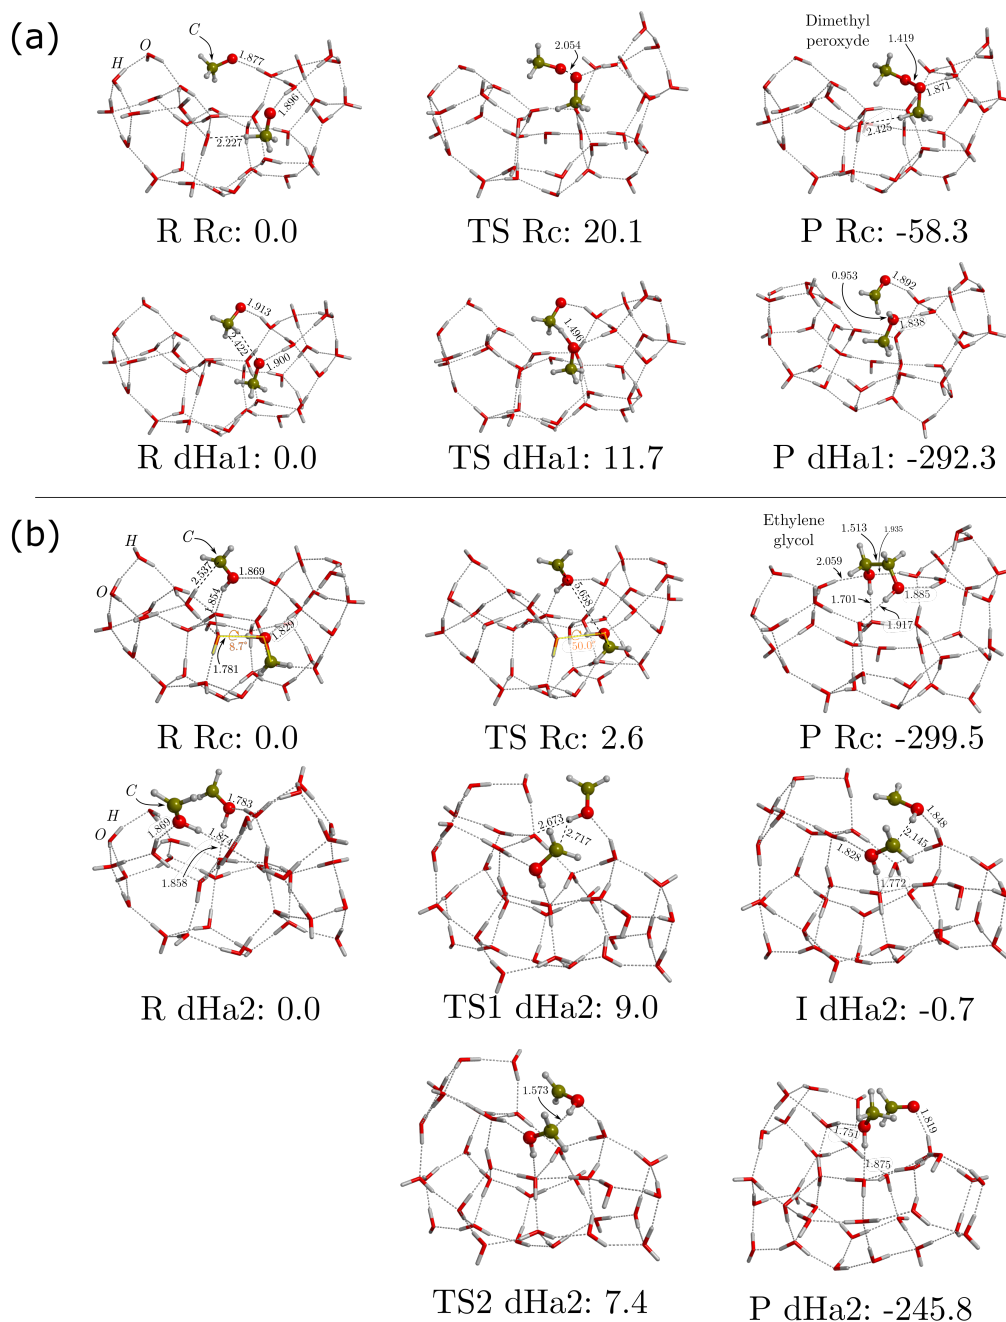 (a)
C
O
H
1.877
1.896
2.227
R Rc: 0.0
2.054
TS Rc: 20.1
Dimethyl
peroxyde
1.419
1.871
2.425
P Rc: -58.3
1.913
2.422
1.900
R dHa1: 0.0
1.496
TS dHa1: 11.7
0.953
1.892
1.838
P dHa1: -292.3
(b)
H
C
O
2.537
1.869
1.854
1.829
8.7°
1.781
R Rc: 0.0
5.658
50.0°
TS Rc: 2.6
Ethylene
glycol
1.513
1.935
2.059
1.885
1.701
1.917
P Rc: -299.5
C
H
O
1.783
1.869
1.874
1.858
R dHa2: 0.0
2.673
2.717
TS1 dHa2: 9.0
1.848
2.142
1.828
1.772
I dHa2: -0.7
1.573
TS2 dHa2: 7.4
1.819
1.751
1.875
P dHa2: -245.8